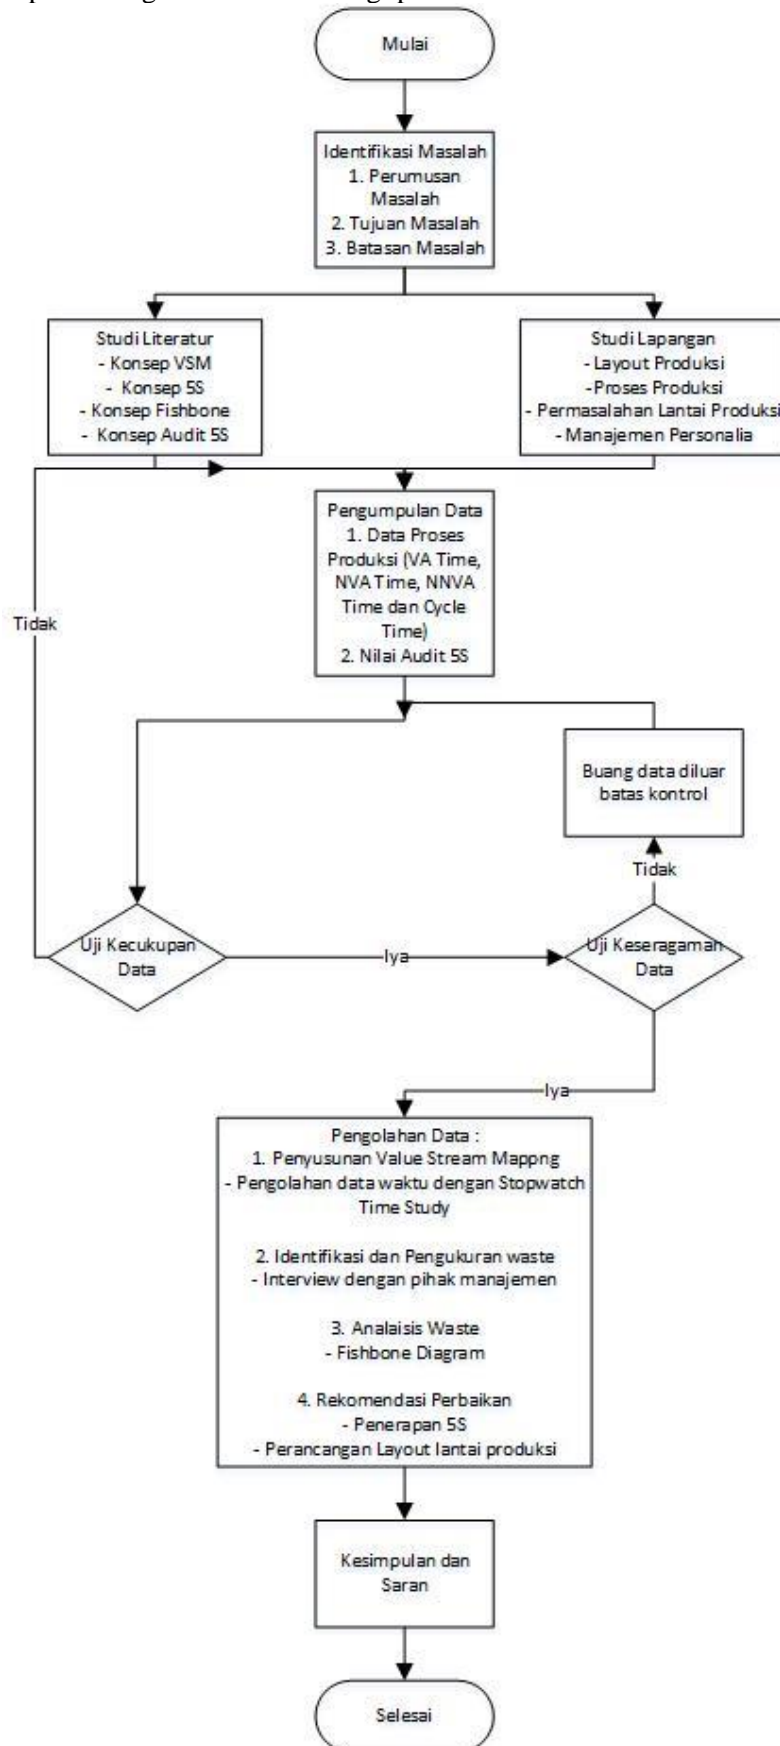 Mulai
Identifikasi Masalah
1. Perumusan
Masalah
2. Tujuan Masalah
3. Batasan Masalah
Studi Literatur
- Konsep VSM
- Konsep 5S
- Konsep Fishbone
- Konsep Audit 5S
Studi Lapangan
- Layout Produksi
-Proses Produksi
- Permasalahan Lantai Produksi
- Manajemen Personalia
Pengumpulan Data
1. Data Proses
Produksi (VA Time,
NVA Time, NNVA
Time dan Cycle
Time)
2. Nilai Audit 5S
Tidak
Buang data diluar
batas kontrol
Tidak
Uji Kecukupan
Data
Iya
Uji Keseragaman
Data
Iya
Pengolahan Data :
1. Penyusunan Value Stream Mappng
- Pengolahan data waktu dengan Stopwatch
Time Study
2. Identifikasi dan Pengukuran waste
- Interview dengan pihak manajemen
3. Analaisis Waste
- Fishbone Diagram
4. Rekomendasi Perbaikan
- Penerapan 5S
- Perancangan Layout lantai produksi
Kesimpulan dan
Saran
Selesai